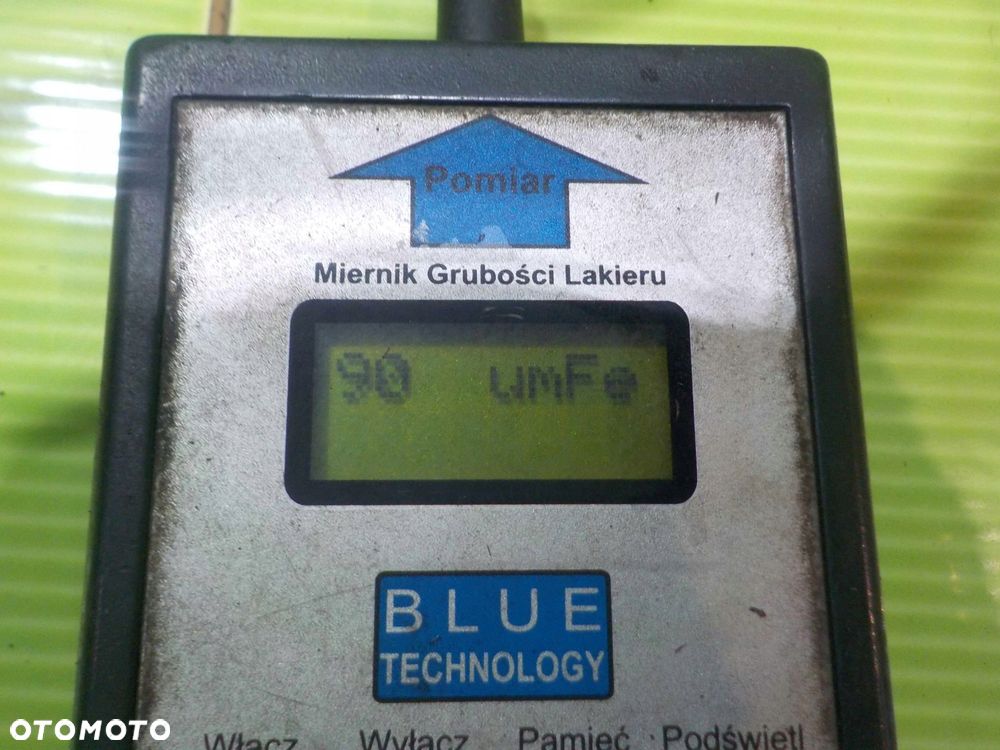 Pomiar
Miernik Grubości Lakieru
90 umFe
BLUE
TECHNOLOGY
Włącz Wyłącz Pamięć Podświetl
OTOMOTO